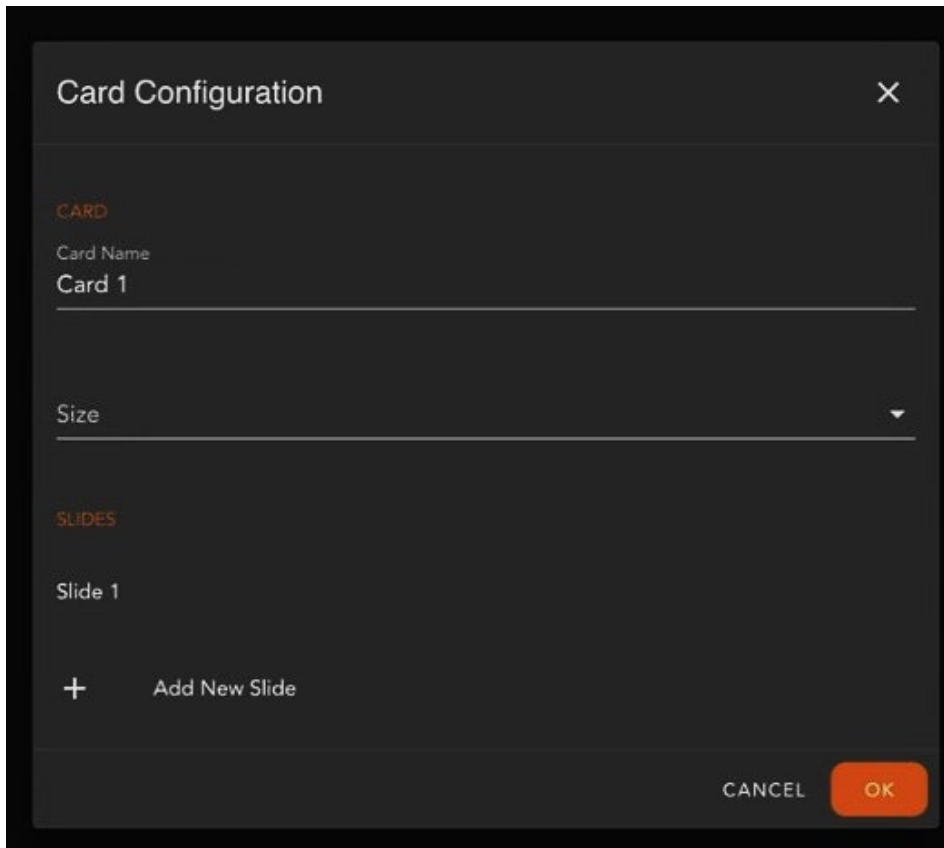 Card Configuration
CARD
Card Name
Card 1
Size
SLIDES
Slide 1
Add New Slide
CANCEL OK